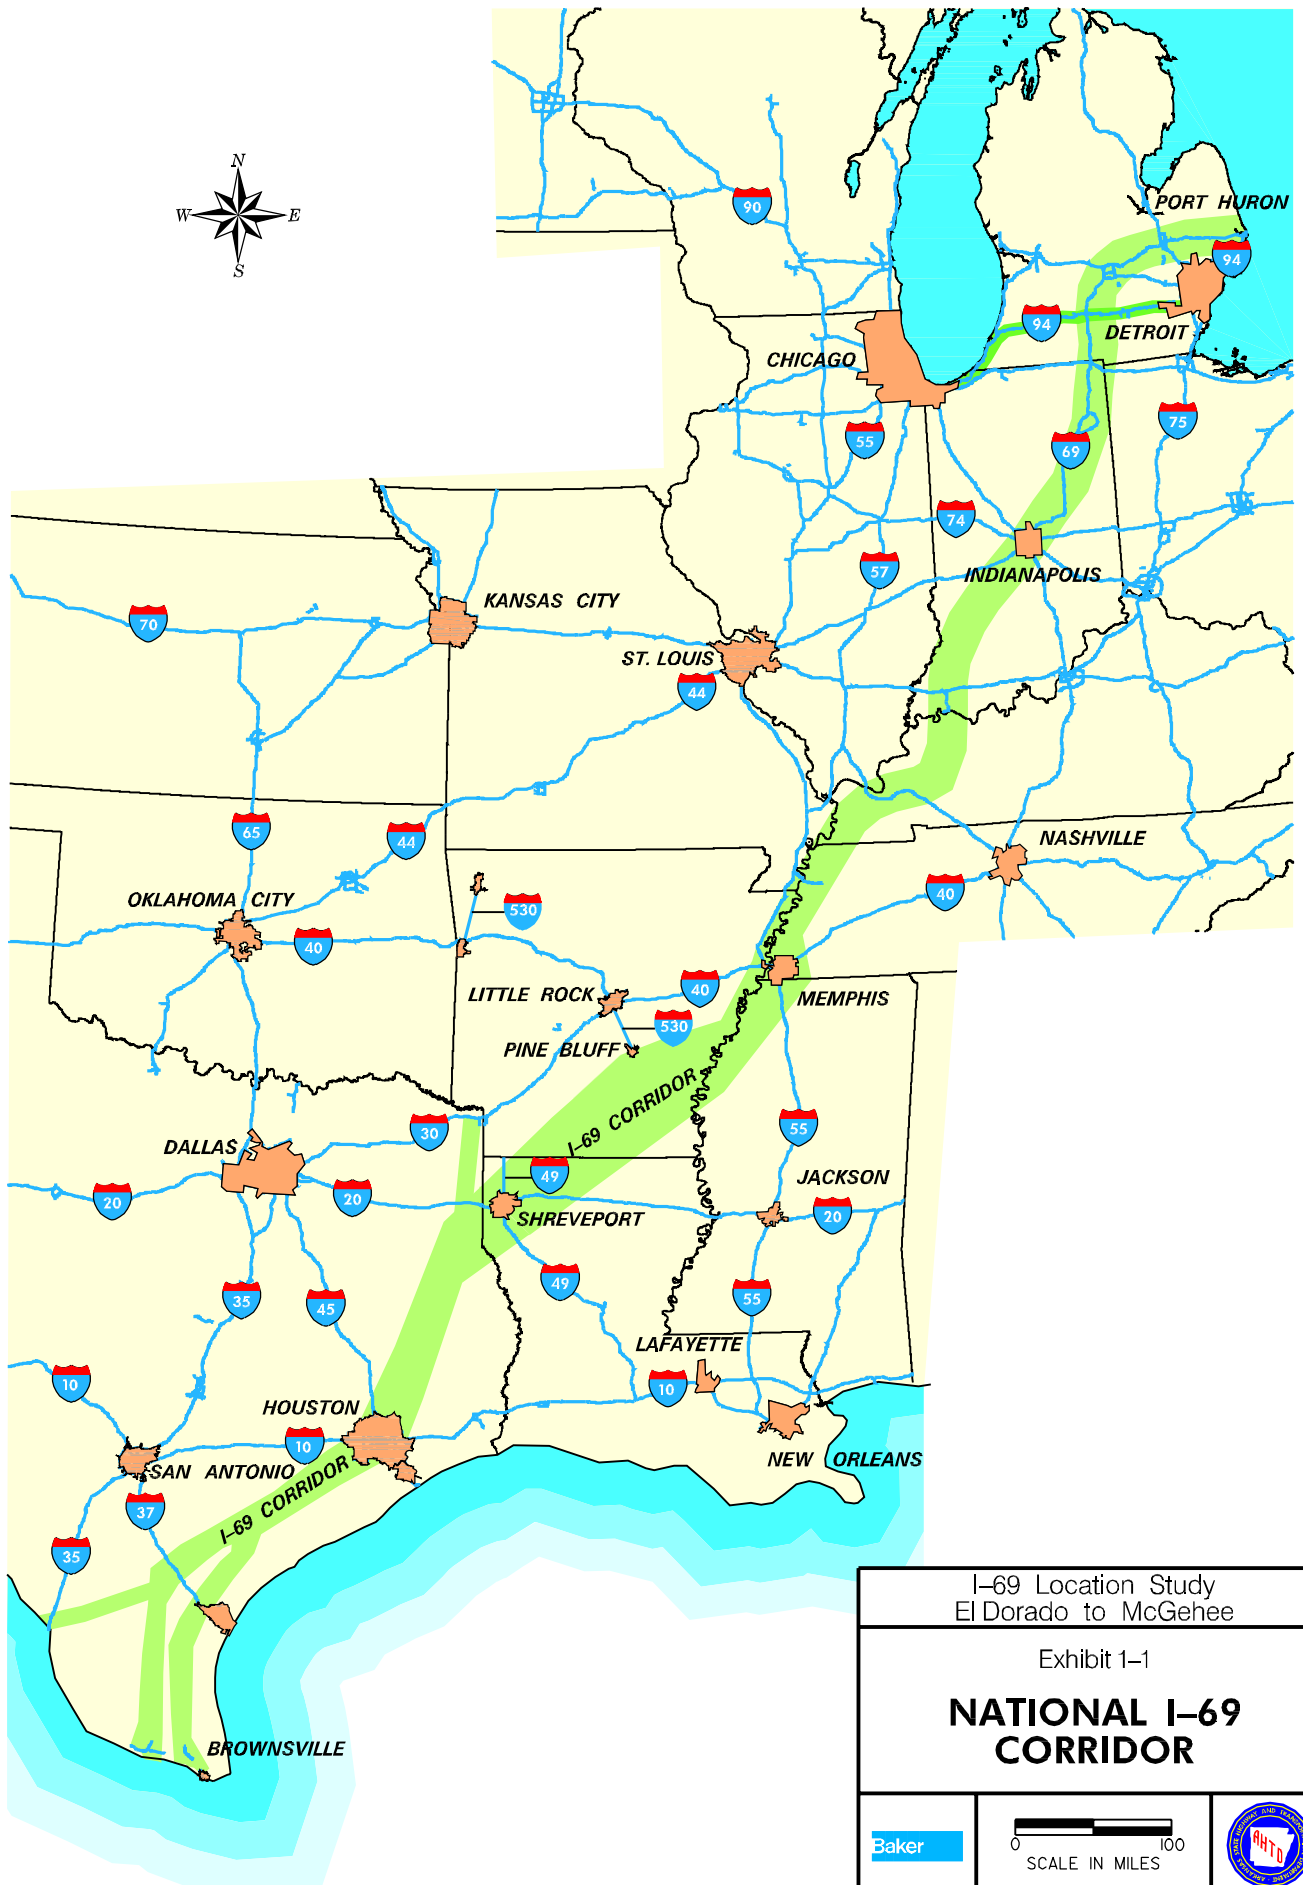 N
W
E
S
PORT HURON
90
94
94
DETROIT
CHICAGO
55
69
75
74
INDIANAPOLIS
57
KANSAS CITY
70
ST. LOUIS
44
65
44
NASHVILLE
OKLAHOMA CITY
530
40
40
LITTLE ROCK
40
MEMPHIS
530
PINE BLUFF
I-69 CORRIDOR
DALLAS
30
55
20
20
49
JACKSON
SHREVEPORT
20
49
35
45
55
LAFAYETTE
10
10
HOUSTON
10
SAN ANTONIO
NEW ORLEANS
37
I-69 CORRIDOR
35
BROWNSVILLE
I-69 Location Study
El Dorado to McGehee
Exhibit 1-1
NATIONAL I-69
CORRIDOR
Baker
0 100
SCALE IN MILES
ARKANSAS STATE HIGHWAY AND
AHTD